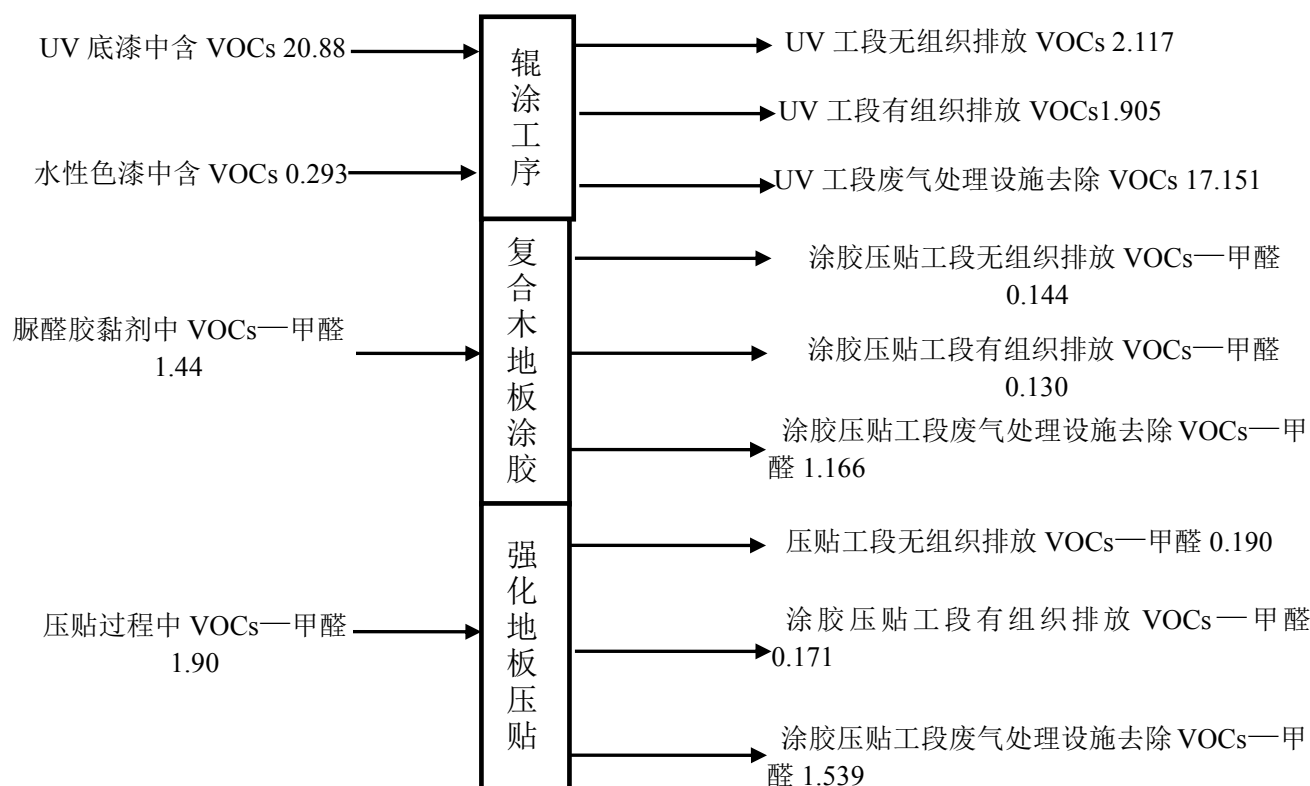 UV 底漆中含 VOCs 20.88
水性色漆中含 VOCs 0.293
辊涂工序
UV 工段无组织排放 VOCs 2.117
UV 工段有组织排放 VOCs1.905
UV 工段废气处理设施去除 VOCs 17.151
脲醛胶黏剂中 VOCs—甲醛
1.44
复合木地板涂胶
涂胶压贴工段无组织排放 VOCs—甲醛
0.144
涂胶压贴工段有组织排放 VOCs—甲醛
0.130
涂胶压贴工段废气处理设施去除 VOCs—甲
醛 1.166
压贴过程中 VOCs—甲醛
1.90
强化地板压贴
压贴工段无组织排放 VOCs—甲醛 0.190
涂胶压贴工段有组织排放 VOCs—甲醛
0.171
涂胶压贴工段废气处理设施去除 VOCs—甲
醛 1.539